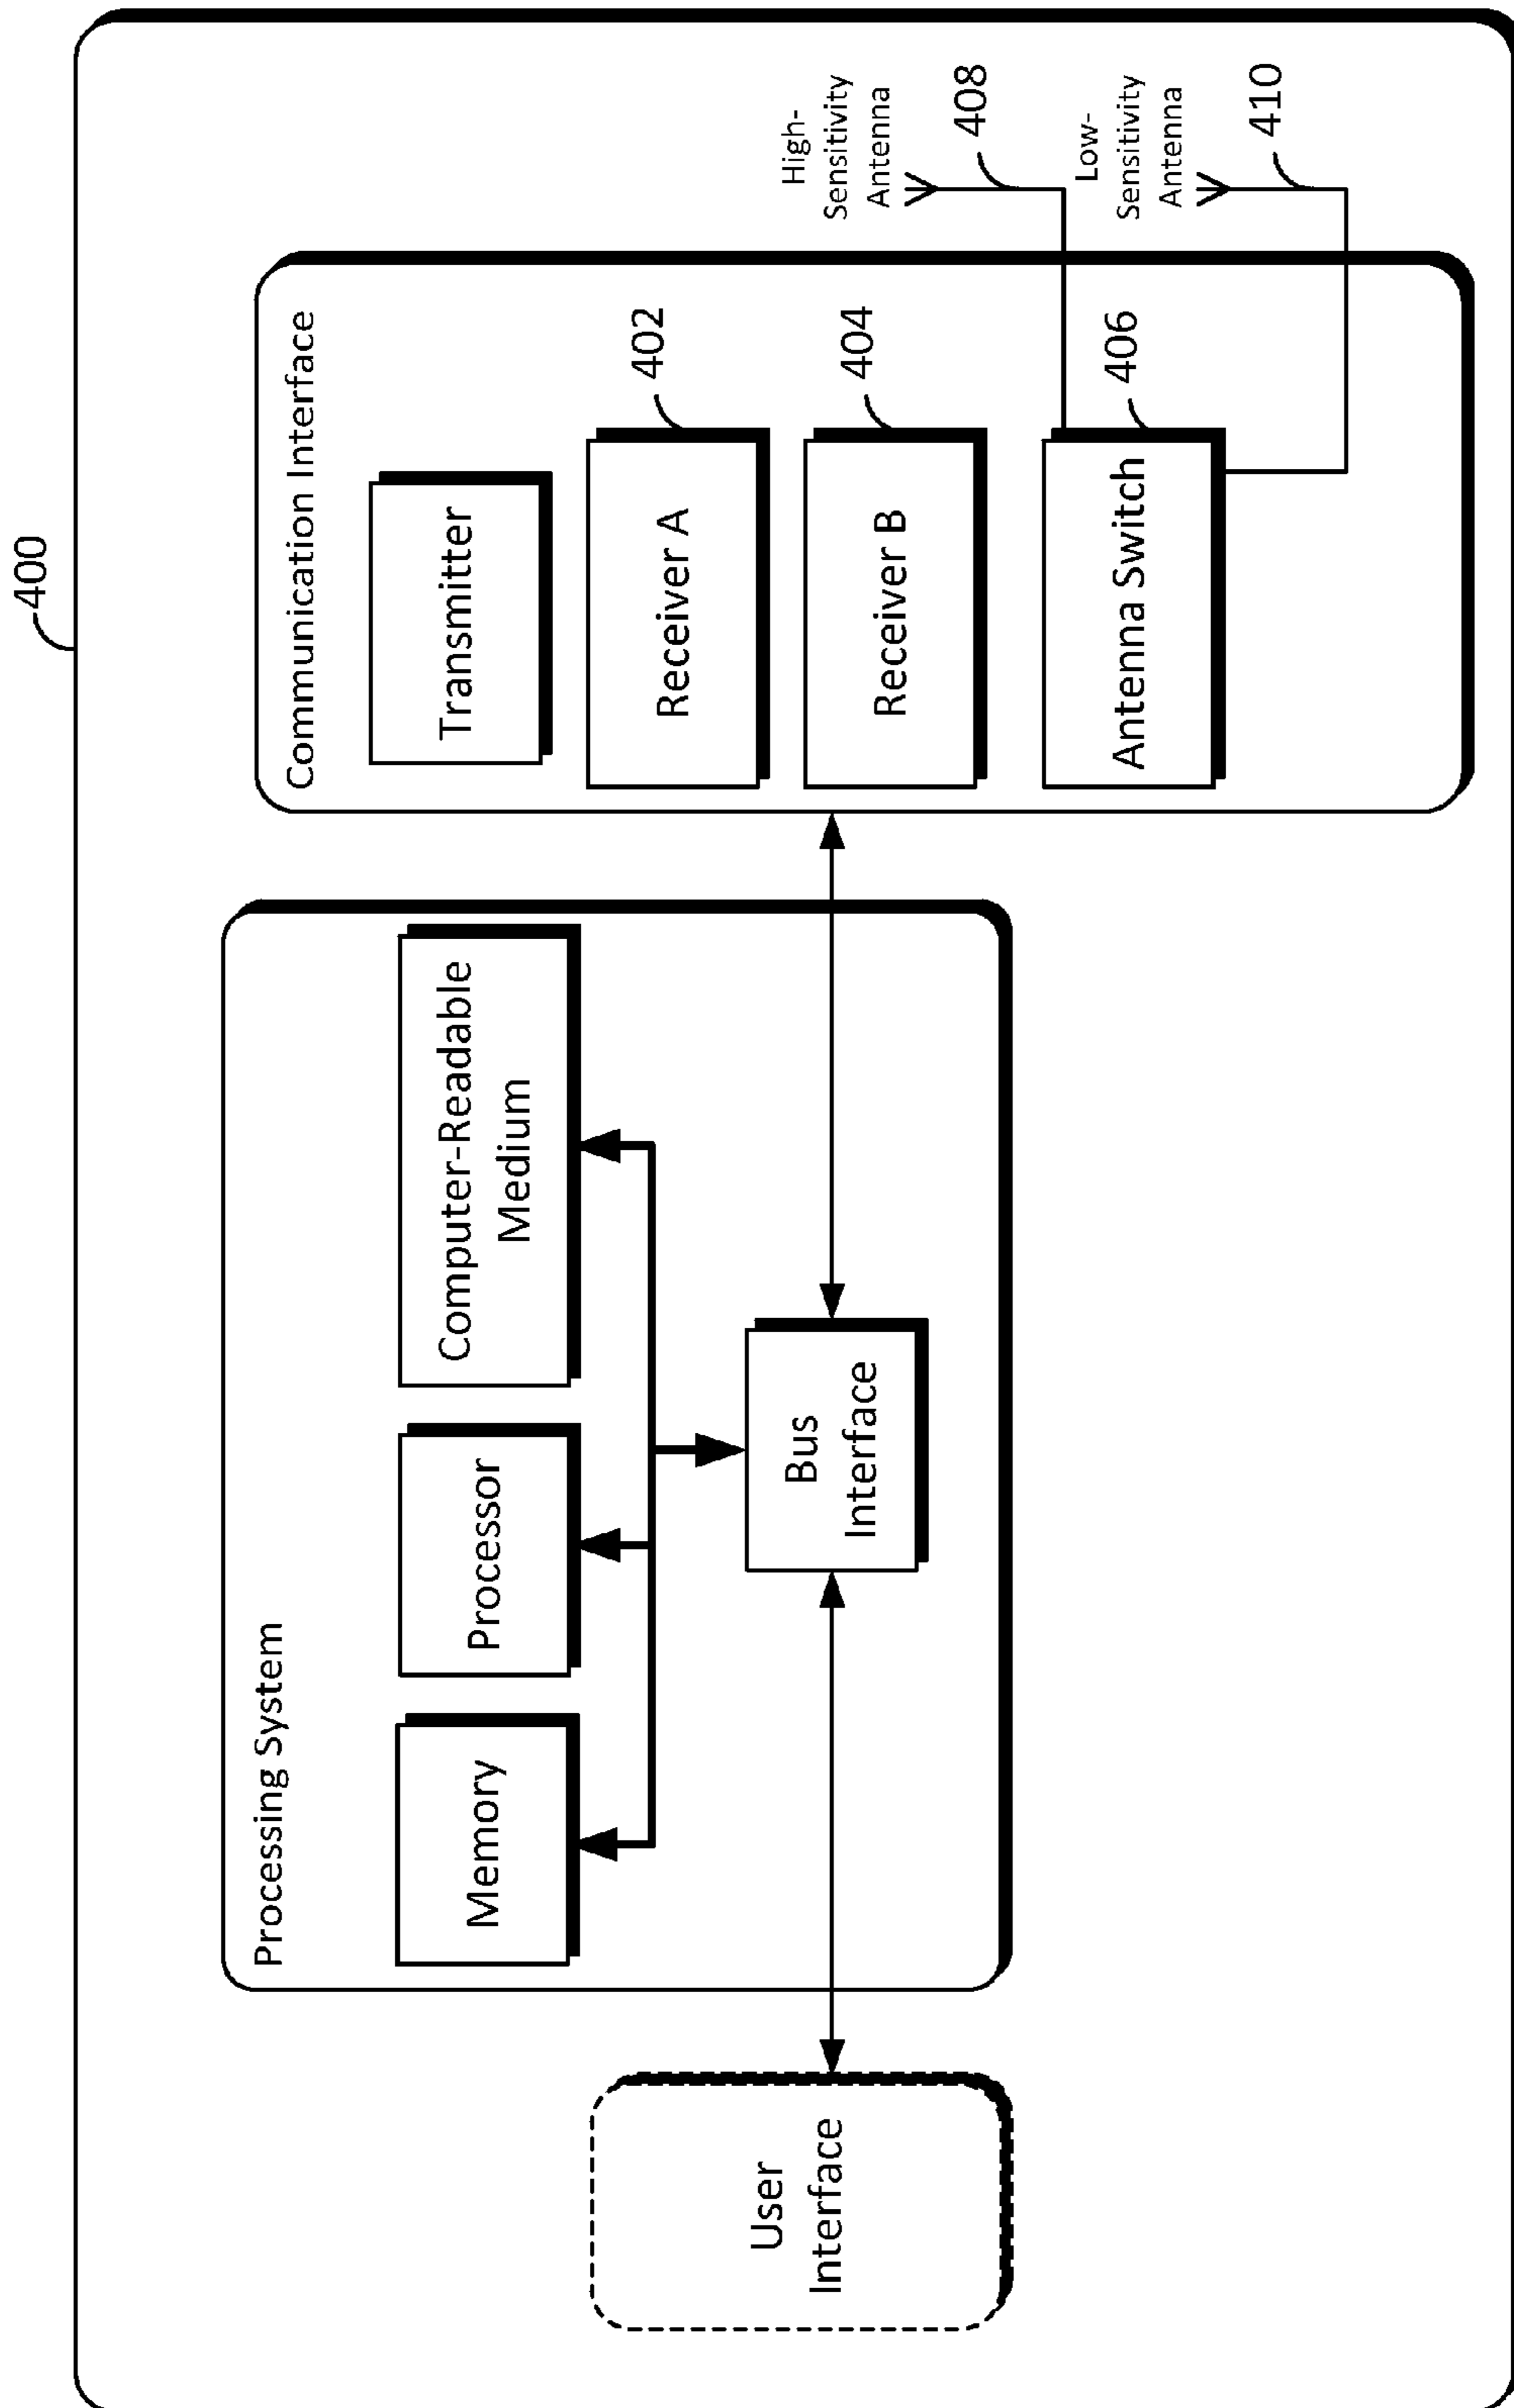 400
Processing System
Memory
Processor
Computer-Readable
Medium
Bus
Interface
User
Interface
Communication Interface
Transmitter
Receiver A
402
Receiver B
404
Antenna Switch
406
High-
Sensitivity
Antenna
408
Low-
Sensitivity
Antenna
410